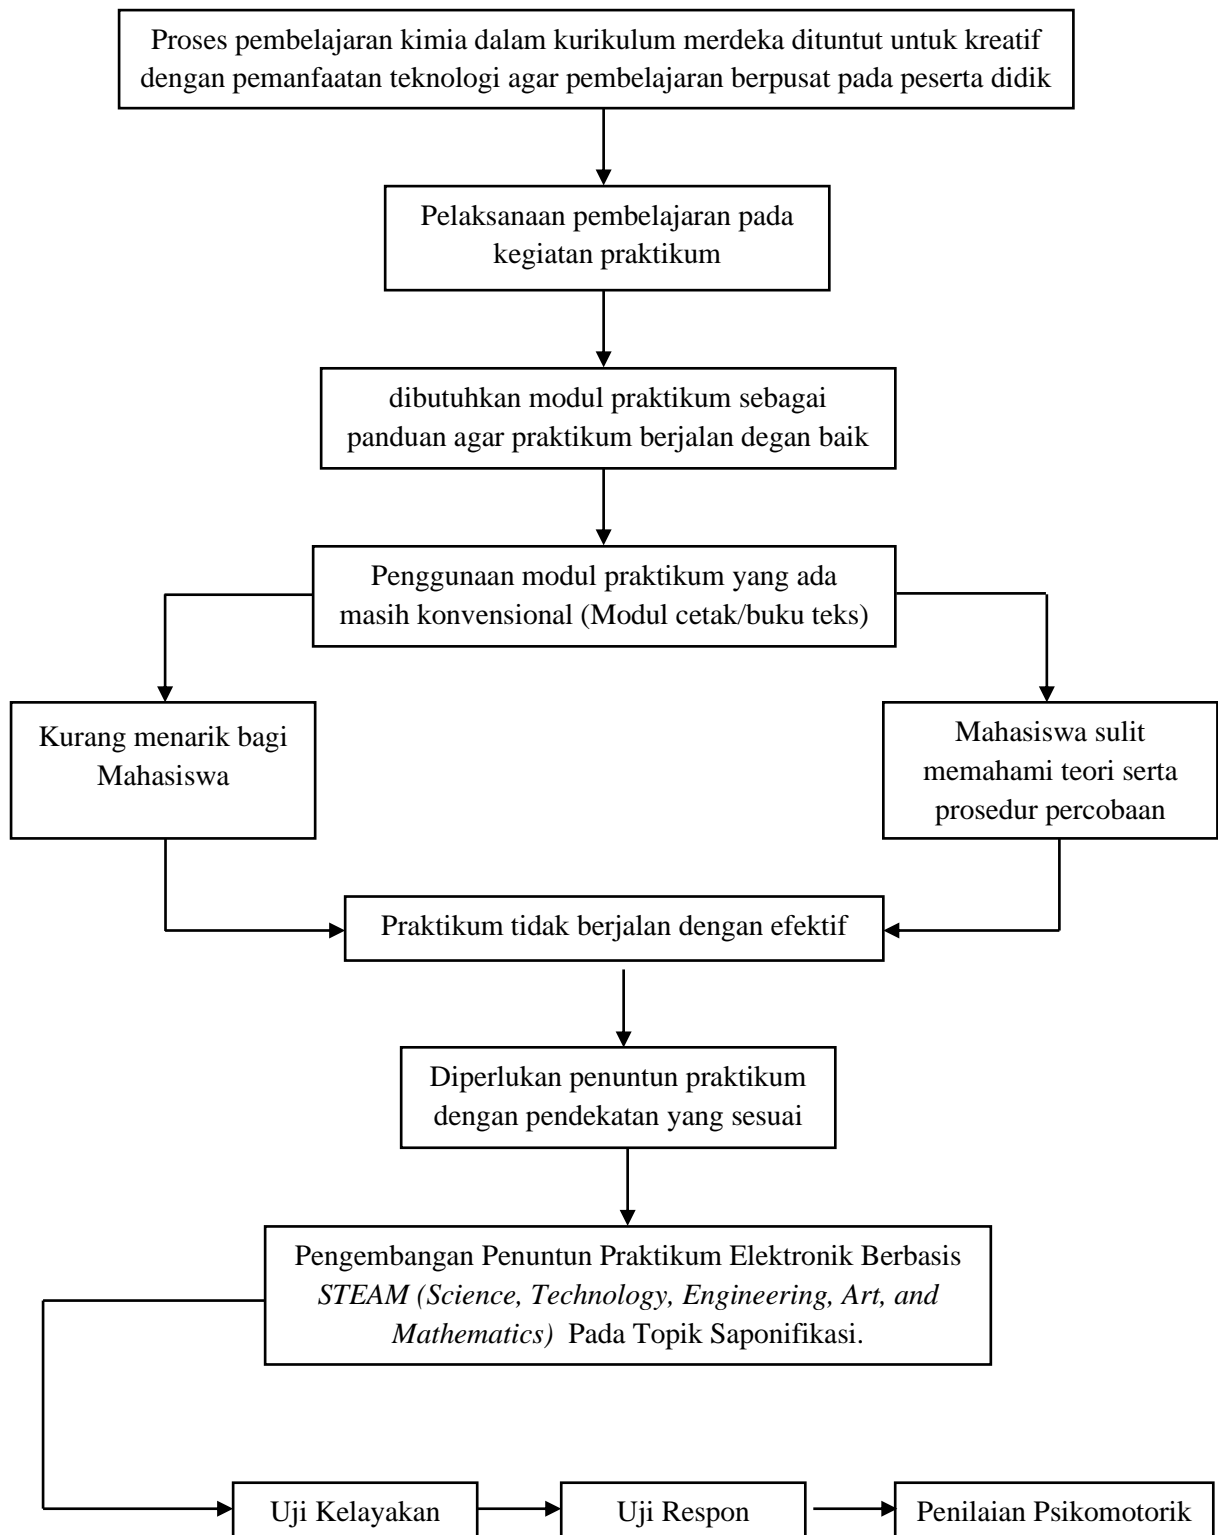 Proses pembelajaran kimia dalam kurikulum merdeka dituntut untuk kreatif
dengan pemanfaatan teknologi agar pembelajaran berpusat pada peserta didik
Pelaksanaan pembelajaran pada
kegiatan praktikum
dibutuhkan modul praktikum sebagai
panduan agar praktikum berjalan degan baik
Penggunaan modul praktikum yang ada
masih konvensional (Modul cetak/buku teks)
Kurang menarik bagi
Mahasiswa
Mahasiswa sulit
memahami teori serta
prosedur percobaan
Praktikum tidak berjalan dengan efektif
Diperlukan penuntun praktikum
dengan pendekatan yang sesuai
Pengembangan Penuntun Praktikum Elektronik Berbasis
STEAM (Science, Technology, Engineering, Art, and
Mathematics) Pada Topik Saponifikasi.
Uji Kelayakan
Uji Respon
Penilaian Psikomotorik